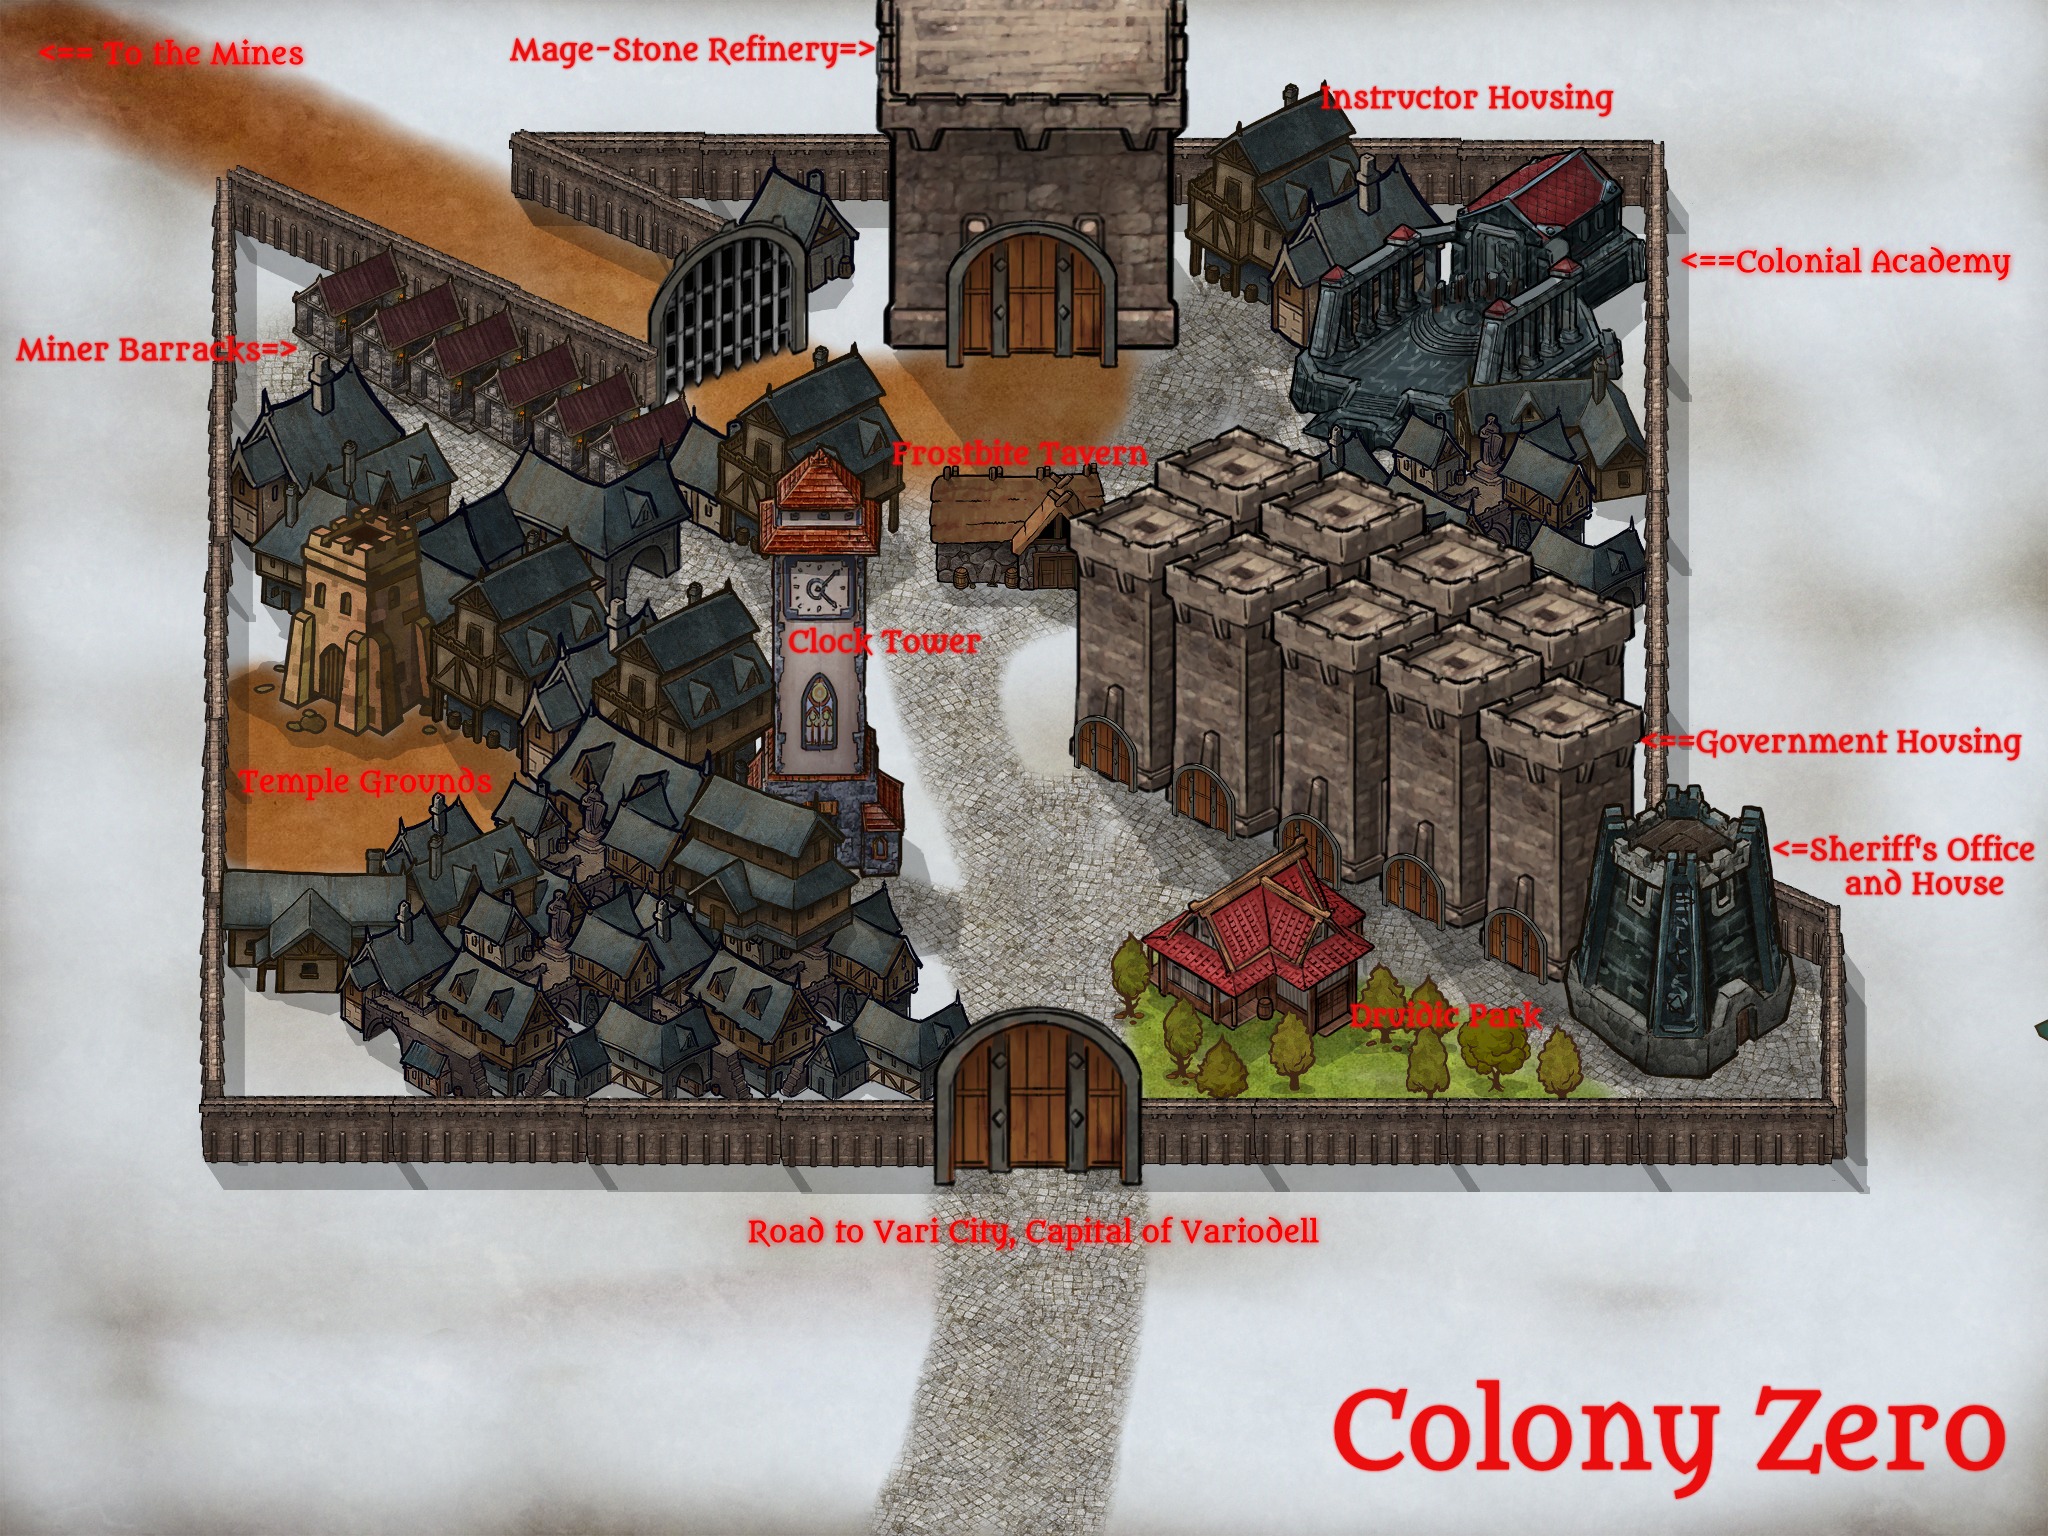 <== To the Mines
Mage-Stone Refinery=>
Instructor Housing
<==Colonial Academy
Miner Barracks=>
Frostbite Tavern
Clock Tower
<==Government Housing
Temple Grounds
<=Sheriff's Office
and House
Druidic Park
Road to Vari City, Capital of Variodell
Colony Zero